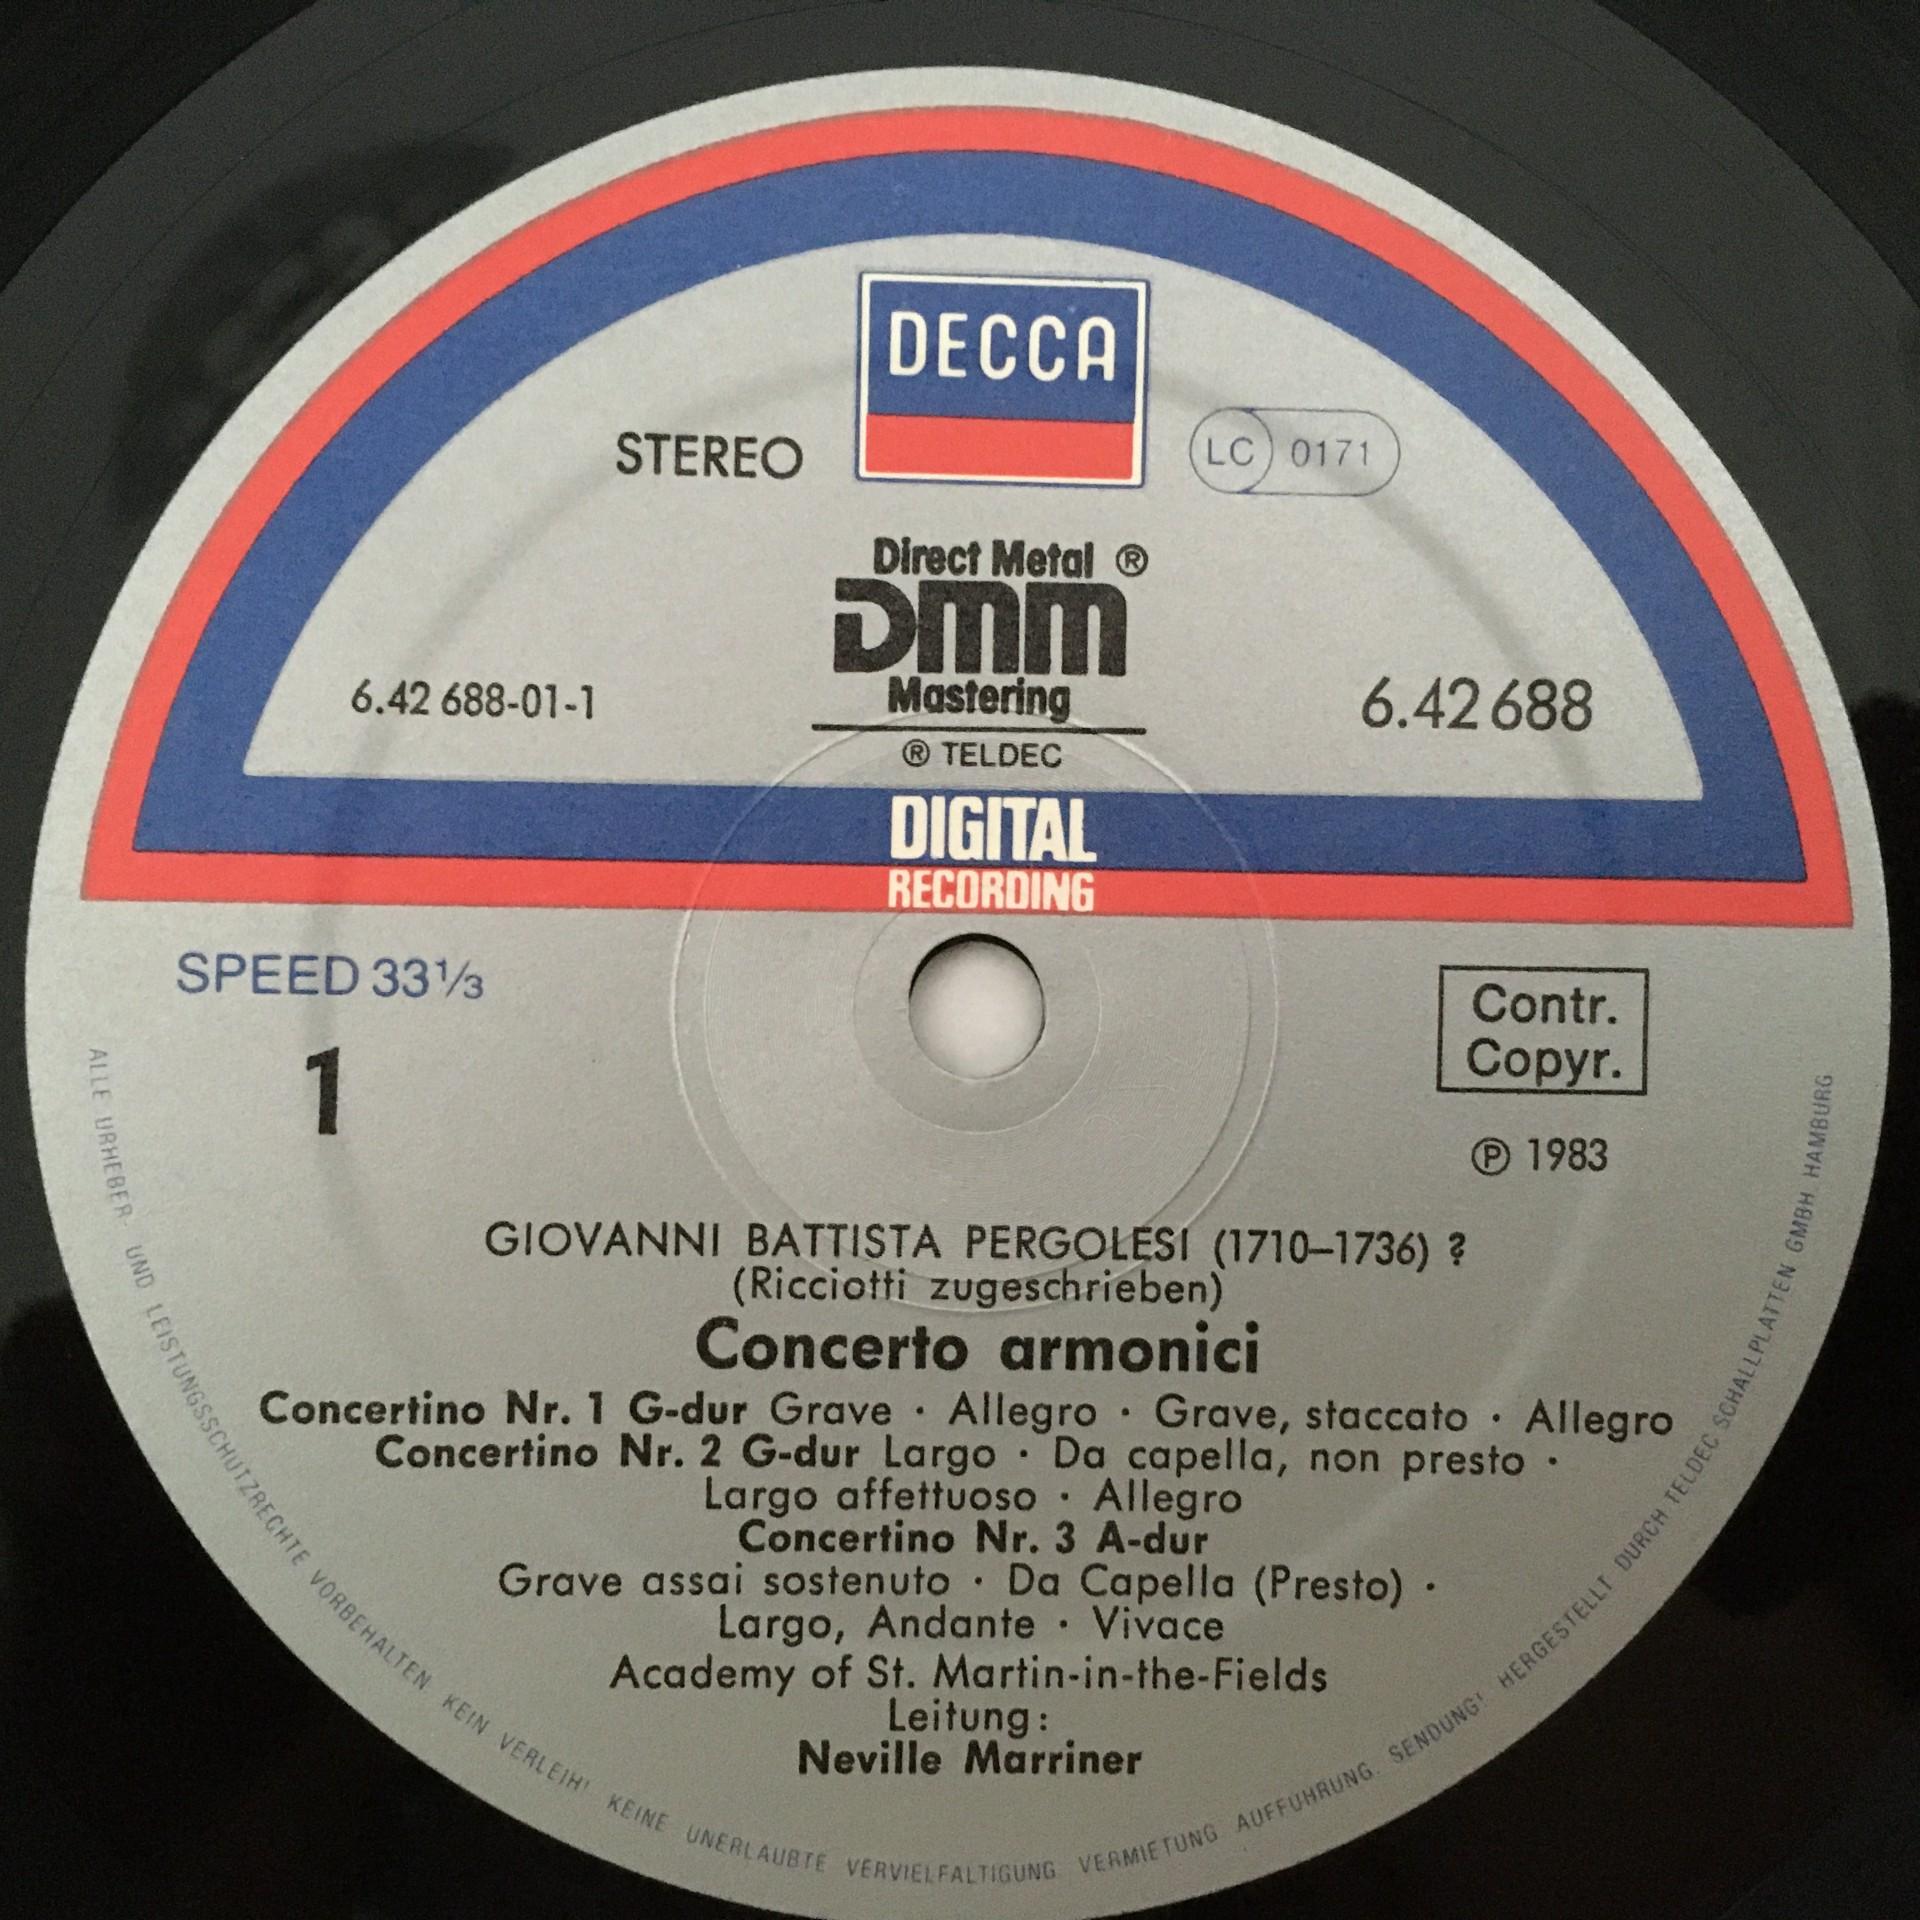 DECCA
STEREO
LC 0171
Direct Metal ®
DMM
Mastering
® TELDEC
6.42 688-01-1
6.42 688
DIGITAL
RECORDING
SPEED 33⅓
1
Contr.
Copyr.
℗ 1983
GIOVANNI BATTISTA PERGOLESI (1710–1736) ?
(Ricciotti zugeschrieben)
Concerto armonici
Concertino Nr. 1 G-dur Grave · Allegro · Grave, staccato · Allegro
Concertino Nr. 2 G-dur Largo · Da capella, non presto ·
Largo affettuoso · Allegro
Concertino Nr. 3 A-dur
Grave assai sostenuto · Da Capella (Presto) ·
Largo, Andante · Vivace
Academy of St. Martin-in-the-Fields
Leitung:
Neville Marriner
ALLE URHEBER- UND LEISTUNGSSCHUTZRECHTE VORBEHALTEN. KEIN VERLEIH! KEINE UNERLAUBTE VERVIELFÄLTIGUNG. VERMIETUNG. AUFFÜHRUNG. SENDUNG! HERGESTELLT DURCH TELDEC SCHALLPLATTEN GMBH HAMBURG